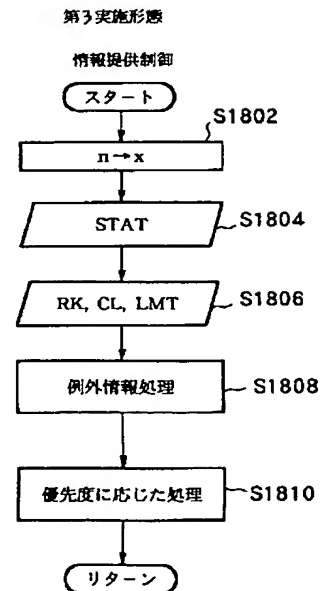 第3実施形態
情報提供制御
スタート
S1802
n→x
STAT
S1804
RK, CL, LMT
S1806
例外情報処理
S1808
優先度に応じた処理
S1810
リターン